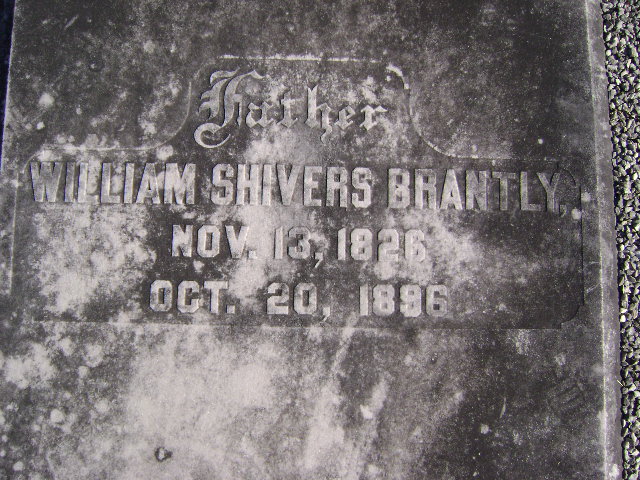 Father
WILLIAM SHIVERS BRANTLY,
NOV. 13, 1826
OCT. 20, 1896